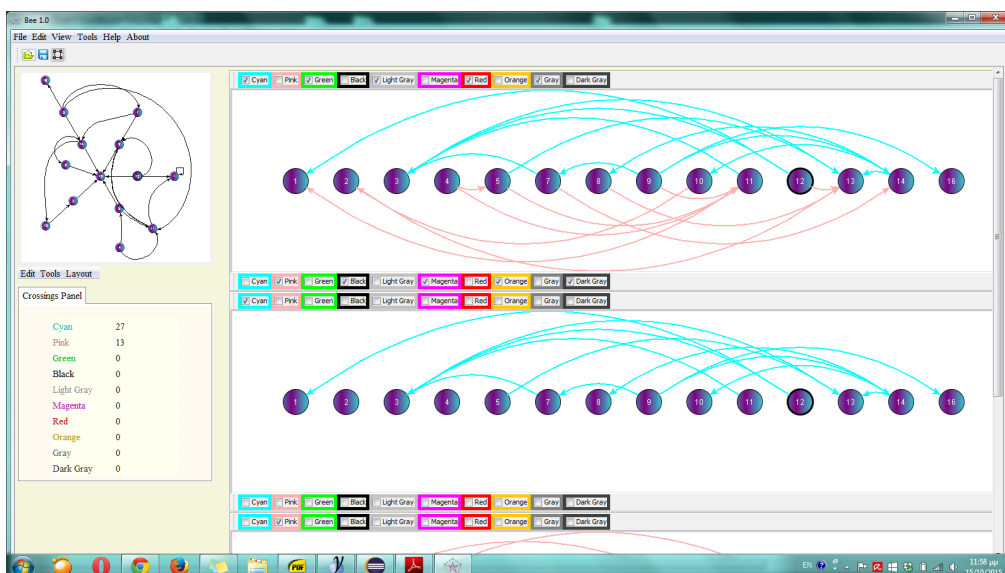 Bee 1.0
File Edit View Tools Help About
Cyan Pink Green Black Light Gray Magenta Red Orange Gray Dark Gray
1 2 3 4 5 7 8 9 10 11 12 13 14 16
Edit Tools Layout
Crossings Panel
Cyan 27
Pink 13
Green 0
Black 0
Light Gray 0
Magenta 0
Red 0
Orange 0
Gray 0
Dark Gray 0
Cyan Pink Green Black Light Gray Magenta Red Orange Gray Dark Gray
Cyan Pink Green Black Light Gray Magenta Red Orange Gray Dark Gray
1 2 3 4 5 7 8 9 10 11 12 13 14 16
Cyan Pink Green Black Light Gray Magenta Red Orange Gray Dark Gray
Cyan Pink Green Black Light Gray Magenta Red Orange Gray Dark Gray
PDF
EN
11:58 μμ
15/10/2015